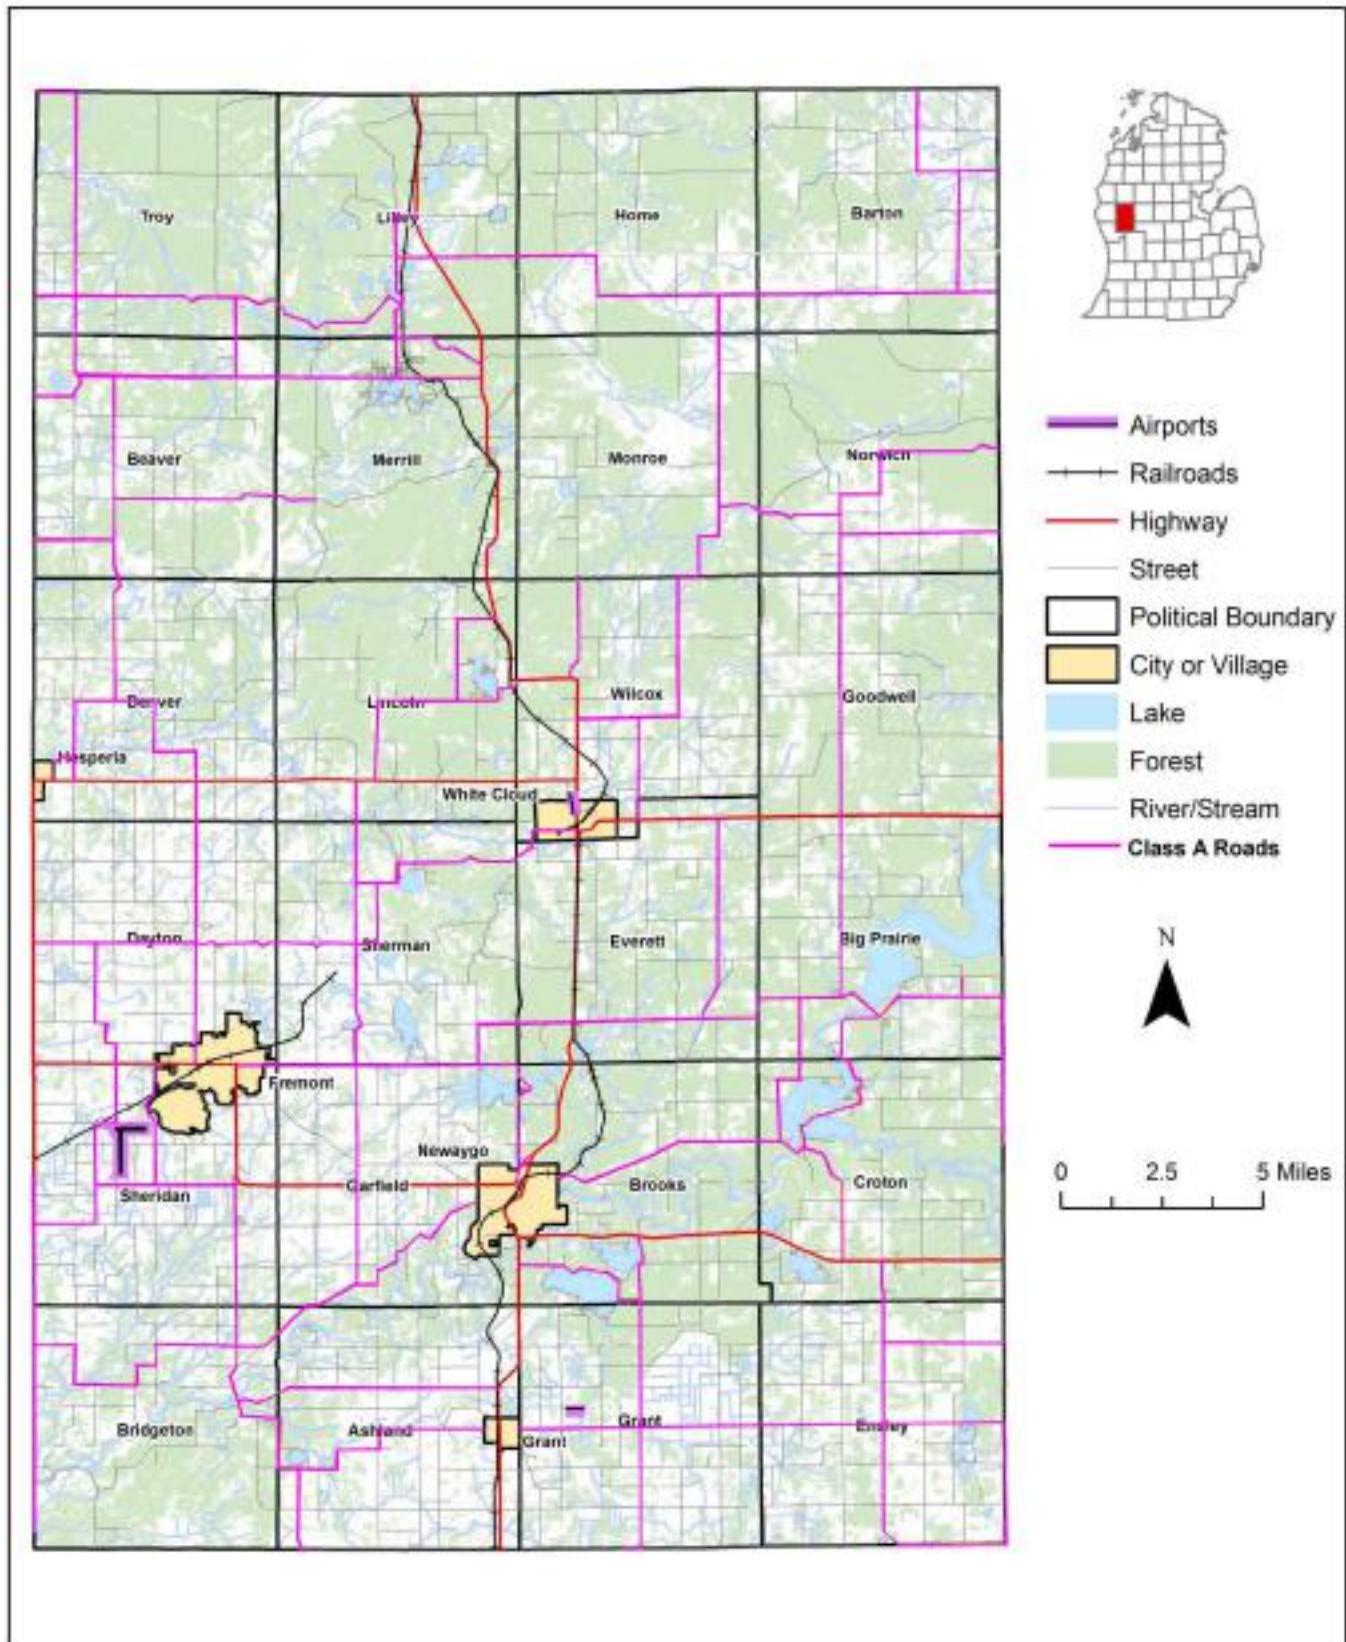 Troy
Lilley
Home
Barton
Beaver
Merrill
Monroe
Norwich
Denver
Lincoln
Wilcox
Goodwell
Hesperia
White Cloud
Dayton
Sherman
Everett
Big Prairie
Fremont
Newaygo
Sheridan
Garfield
Brooks
Croton
Bridgeton
Ashland
Grant
Grant
Ensley
Airports
Railroads
Highway
Street
Political Boundary
City or Village
Lake
Forest
River/Stream
Class A Roads
N
0 2.5 5 Miles